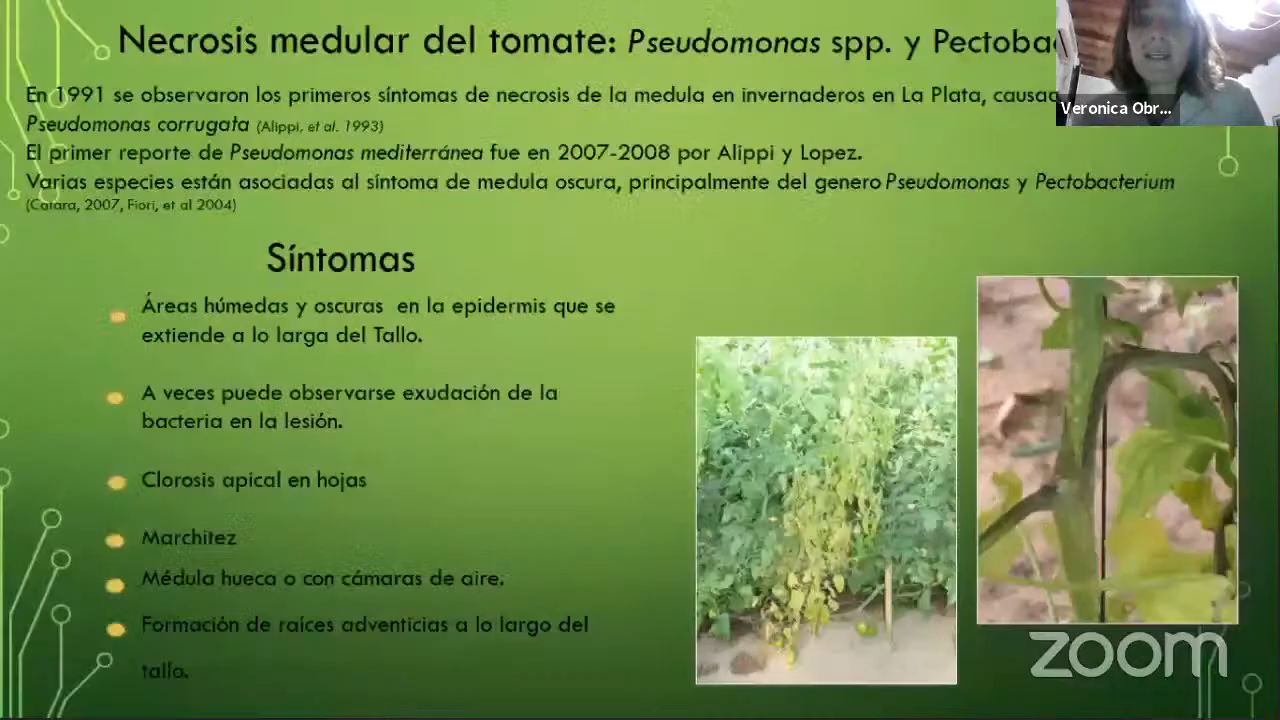 Necrosis medular del tomate: Pseudomonas spp. y Pectobac
En 1991 se observaron los primeros síntomas de necrosis de la medula en invernaderos en La Plata, causad
Pseudomonas corrugata (Alippi, et al. 1993)
El primer reporte de Pseudomonas mediterránea fue en 2007-2008 por Alippi y Lopez.
Varias especies están asociadas al síntoma de medula oscura, principalmente del genero Pseudomonas y Pectobacterium
(Catara, 2007, Fiori, et al 2004)
Síntomas
Áreas húmedas y oscuras en la epidermis que se
extiende a lo larga del Tallo.
A veces puede observarse exudación de la
bacteria en la lesión.
Clorosis apical en hojas
Marchitez
Médula hueca o con cámaras de aire.
Formación de raíces adventicias a lo largo del
tallo.
Veronica Obr...
zoom